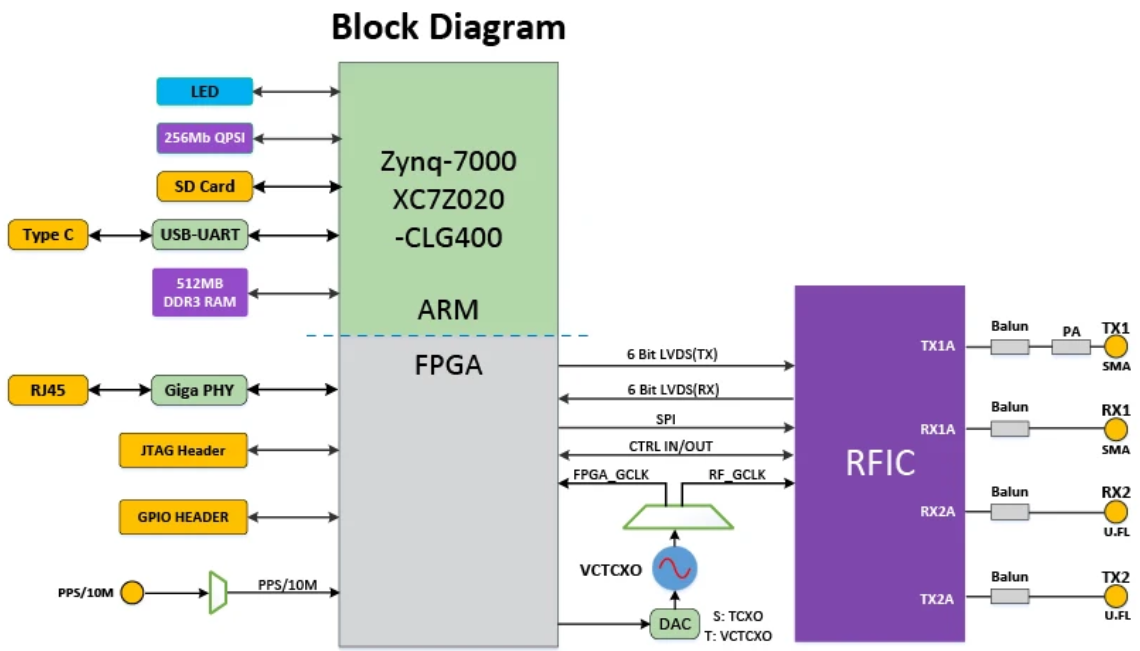 Block Diagram
LED
256Mb QPSI
SD Card
Type C
USB-UART
512MB
DDR3 RAM
Zynq-7000
XC7Z020
-CLG400
ARM
FPGA
RJ45
Giga PHY
JTAG Header
GPIO HEADER
PPS/10M
PPS/10M
6 Bit LVDS(TX)
6 Bit LVDS(RX)
SPI
CTRL IN/OUT
FPGA_GCLK
RF_GCLK
VCTCXO
DAC
S: TCXO
T: VCTCXO
RFIC
TX1A
Balun
PA
TX1
SMA
RX1A
Balun
RX1
SMA
RX2A
Balun
RX2
U.FL
TX2A
Balun
TX2
U.FL